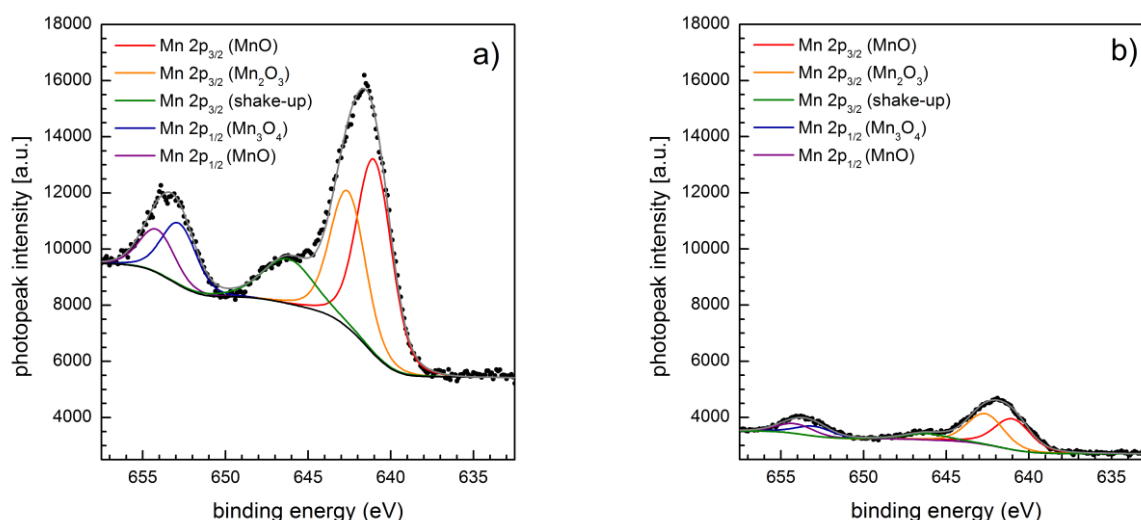 a)
Mn 2p3/2 (MnO)
Mn 2p3/2 (Mn2O3)
Mn 2p3/2 (shake-up)
Mn 2p1/2 (Mn3O4)
Mn 2p1/2 (MnO)
18000
16000
14000
12000
10000
8000
6000
4000
photopeak intensity [a.u.]
655 650 645 640 635
binding energy (eV)
b)
Mn 2p3/2 (MnO)
Mn 2p3/2 (Mn2O3)
Mn 2p3/2 (shake-up)
Mn 2p1/2 (Mn3O4)
Mn 2p1/2 (MnO)
18000
16000
14000
12000
10000
8000
6000
4000
photopeak intensity [a.u.]
655 650 645 640 635
binding energy (eV)